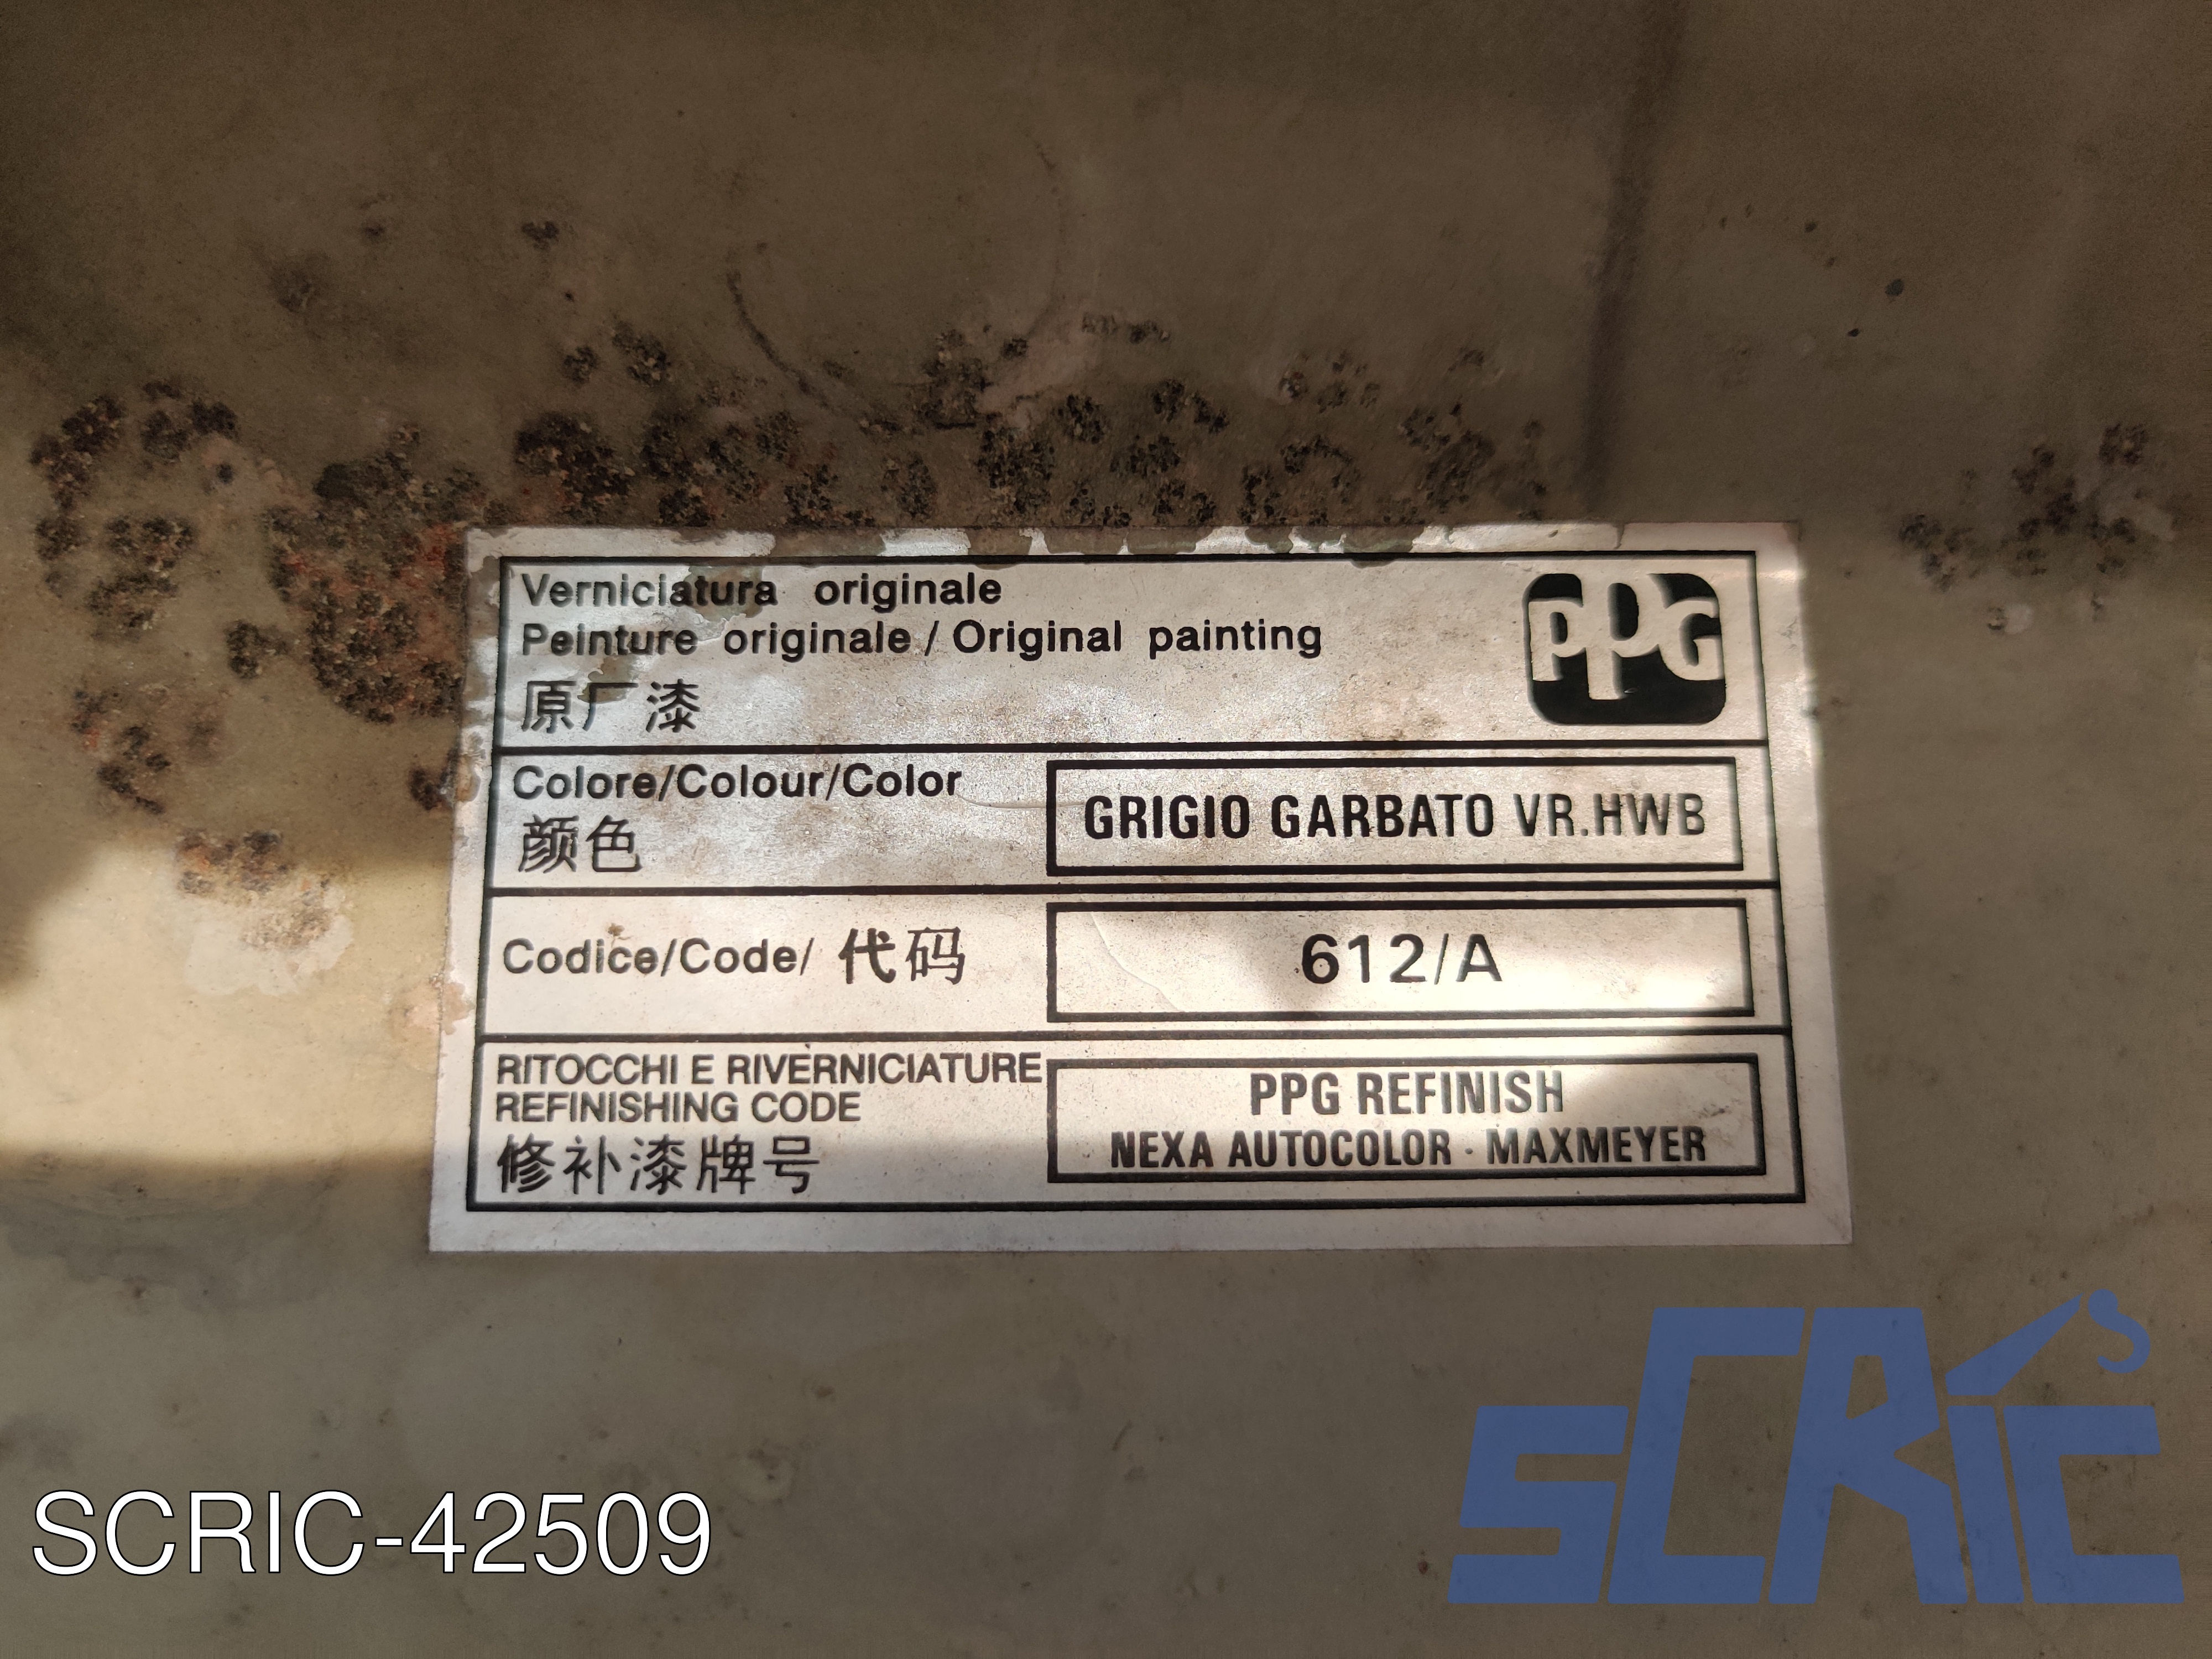 Verniciatura originale
Peinture originale / Original painting
原厂漆
PPG
Colore/Colour/Color
颜色
GRIGIO GARBATO VR.HWB
Codice/Code/ 代码
612/A
RITOCCHI E RIVERNICIATURE
REFINISHING CODE
修补漆牌号
PPG REFINISH
NEXA AUTOCOLOR · MAXMEYER
SCRIC
SCRIC-42509